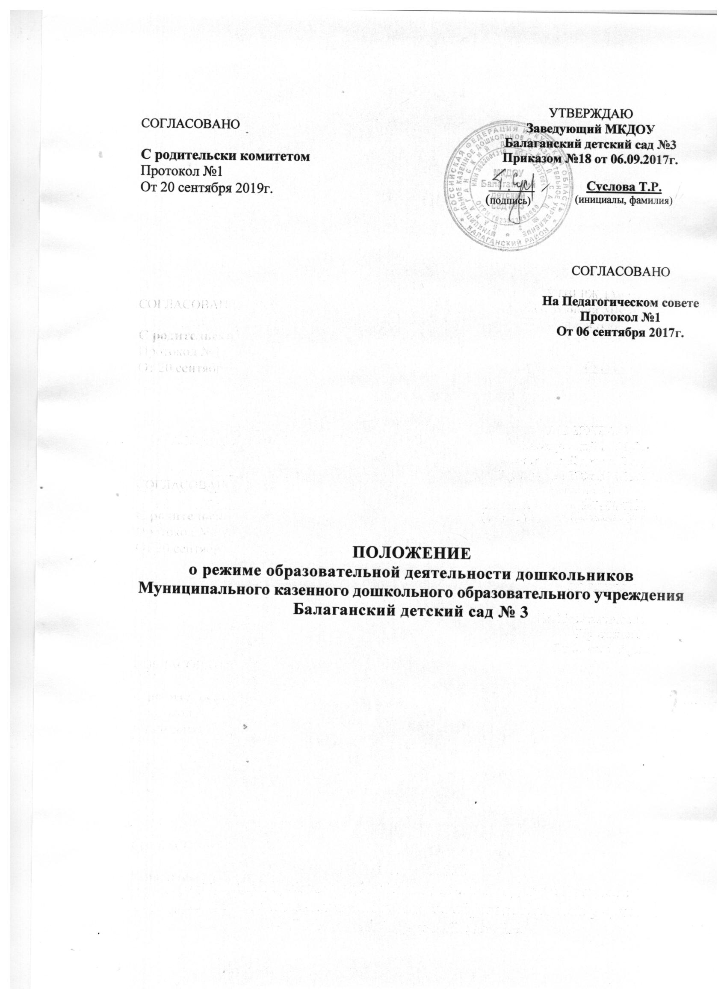 СОГЛАСОВАНО
С родительски комитетом
Протокол №1
От 20 сентября 2019г.
УТВЕРЖДАЮ
Заведующий МКДОУ
Балаганский детский сад №3
Приказом №18 от 06.09.2017г.
Суслова Т.Р.
(подпись)
(инициалы, фамилия)
РОССИЙСКАЯ ФЕДЕРАЦИЯ ИРКУТСКАЯ ОБЛАСТЬ
БАЛАГАНСКИЙ РАЙОН
МКДОУ
Балаганский
детский
сад №3
СОГЛАСОВАНО
На Педагогическом совете
Протокол №1
От 06 сентября 2017г.
ПОЛОЖЕНИЕ
о режиме образовательной деятельности дошкольников
Муниципального казенного дошкольного образовательного учреждения
Балаганский детский сад № 3